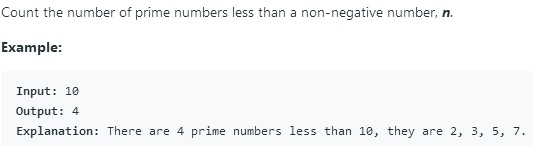 Count the number of prime numbers less than a non-negative number, n.
Example:
Input: 10
Output: 4
Explanation: There are 4 prime numbers less than 10, they are 2, 3, 5, 7.